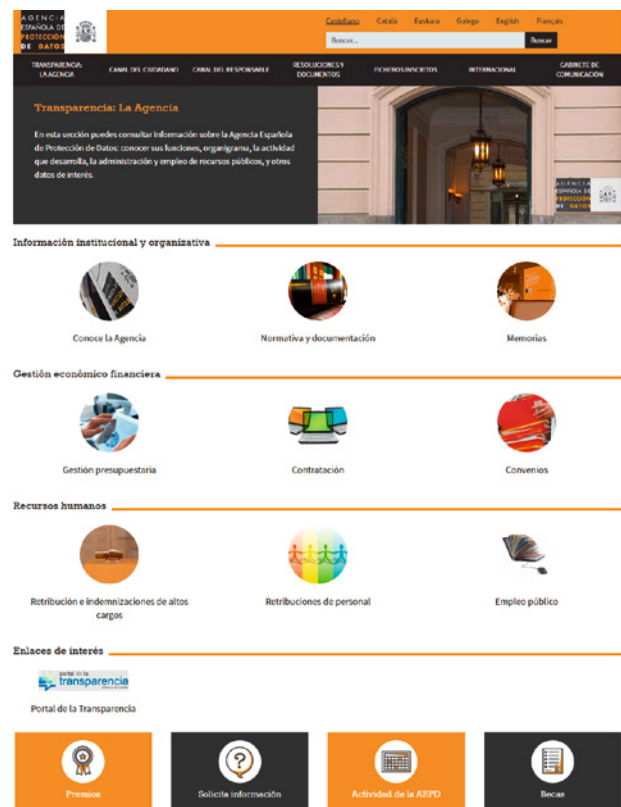 AGENCIA
ESPAÑOLA DE
PROTECCIÓN
DE DATOS
Castellano Català Euskara Galego English Français
Buscar...
Buscar
TRANSPARENCIA:
LA AGENCIA
CANAL DEL CIUDADANO
CANAL DEL RESPONSABLE
RESOLUCIONES Y
DOCUMENTOS
FICHEROS INSCRITOS
INTERNACIONAL
GABINETE DE
COMUNICACIÓN
Transparencia: La Agencia
En esta sección puedes consultar información sobre la Agencia Española
de Protección de Datos: conocer sus funciones, organigrama, la actividad
que desarrolla, la administración y empleo de recursos públicos, y otros
datos de interés.
AGENCIA
ESPAÑOLA DE
PROTECCIÓN
DE DATOS
Información institucional y organizativa
Conoce la Agencia
Normativa y documentación
Memorias
Gestión económico financiera
Gestión presupuestaria
Contratación
Convenios
Recursos humanos
Retribución e indemnizaciones de altos
cargos
Retribuciones de personal
Empleo público
Enlaces de interés
portal de la
transparencia
Portal de la Transparencia
Premios
Solicita información
Actividad de la AEPD
Becas